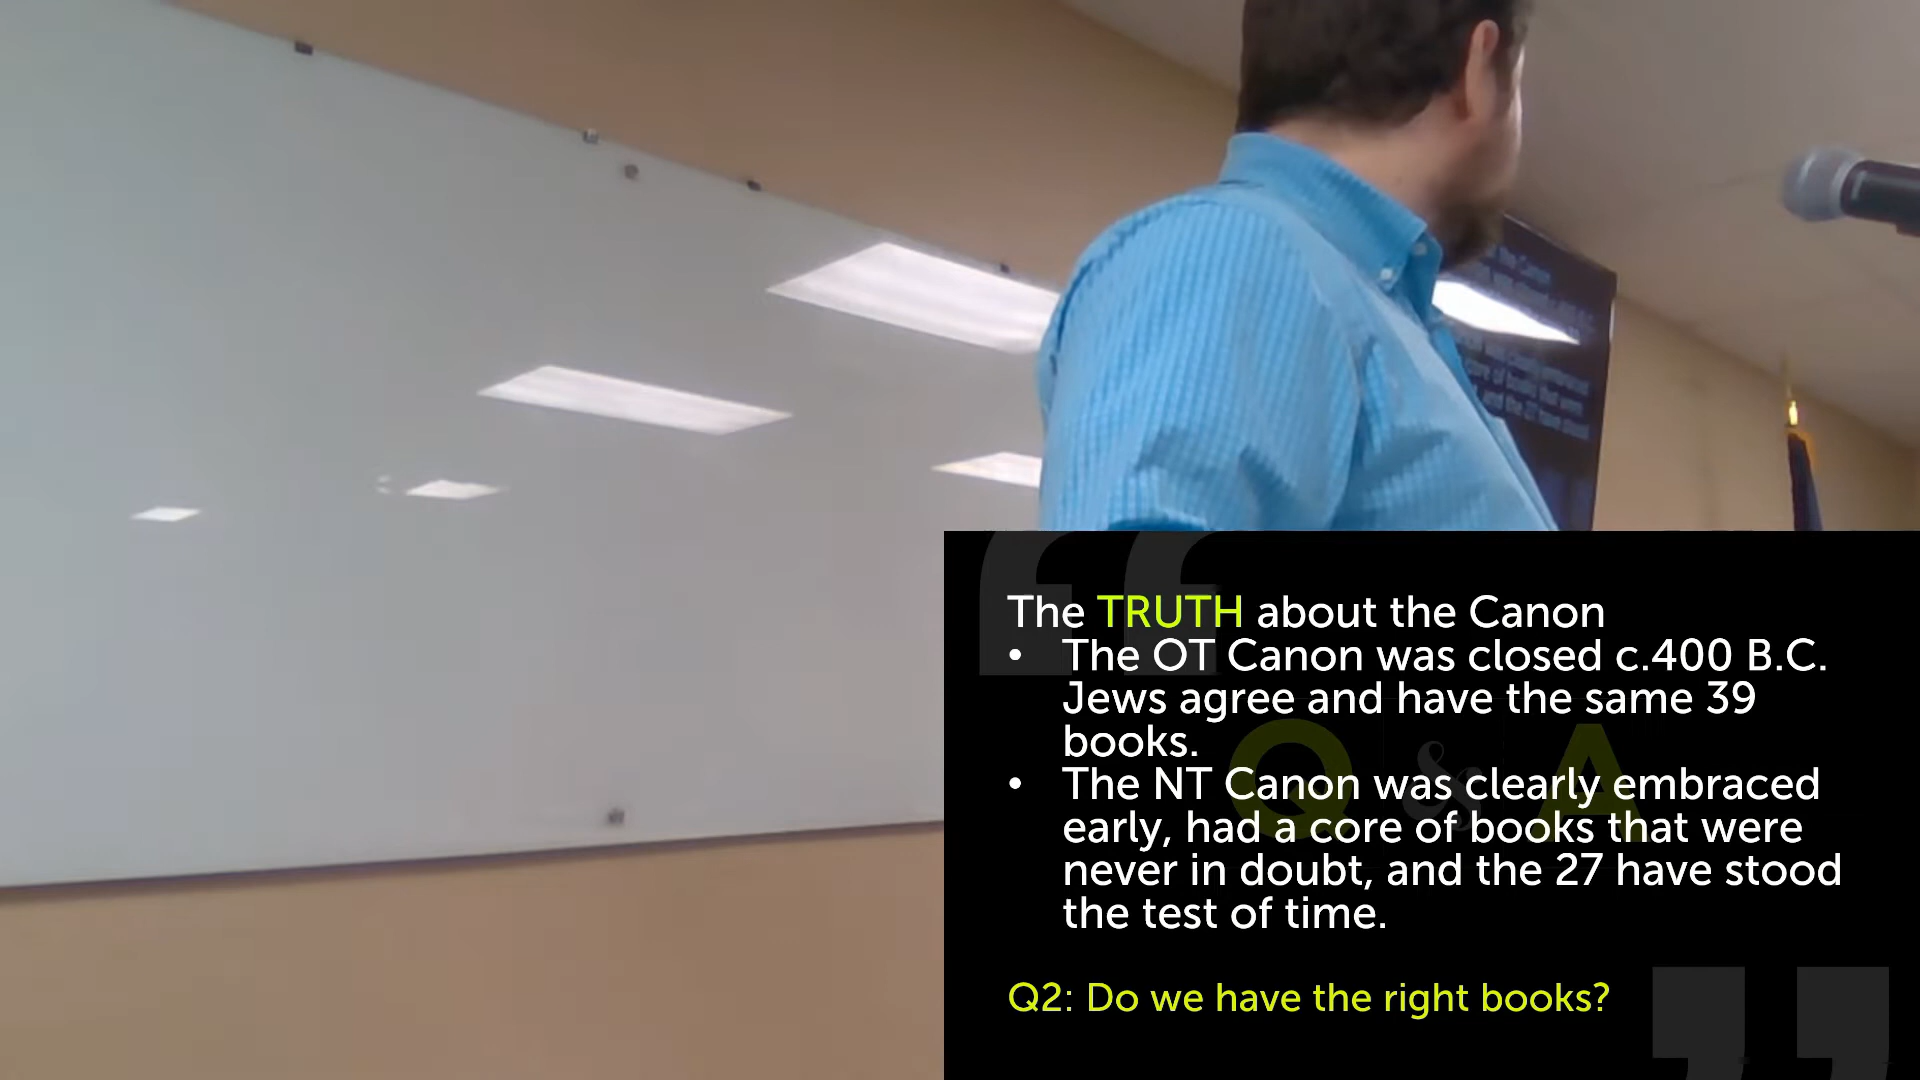 The TRUTH about the Canon
• The OT Canon was closed c.400 B.C.
Jews agree and have the same 39
books.
• The NT Canon was clearly embraced
early, had a core of books that were
never in doubt, and the 27 have stood
the test of time.
Q & A
Q2: Do we have the right books?